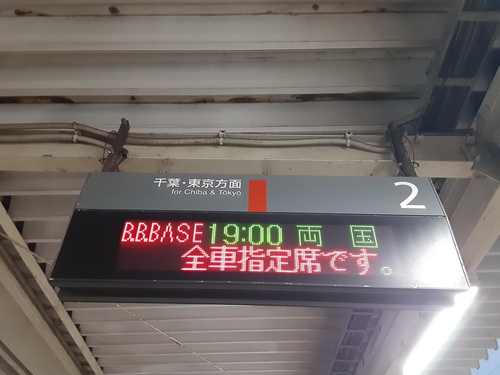 千葉・東京方面
for Chiba & Tōkyō
2
B.B.BASE 19:00 両国
全車指定席です。